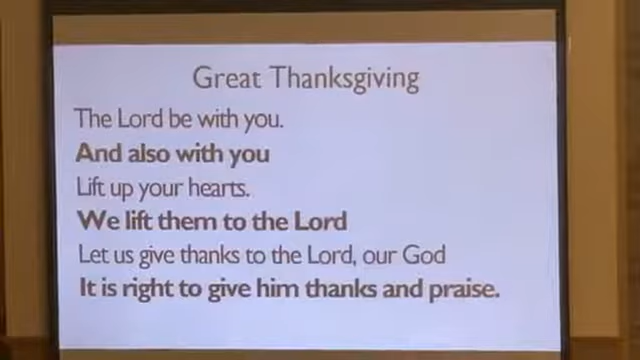 Great Thanksgiving
The Lord be with you.
And also with you
Lift up your hearts.
We lift them to the Lord
Let us give thanks to the Lord, our God
It is right to give him thanks and praise.